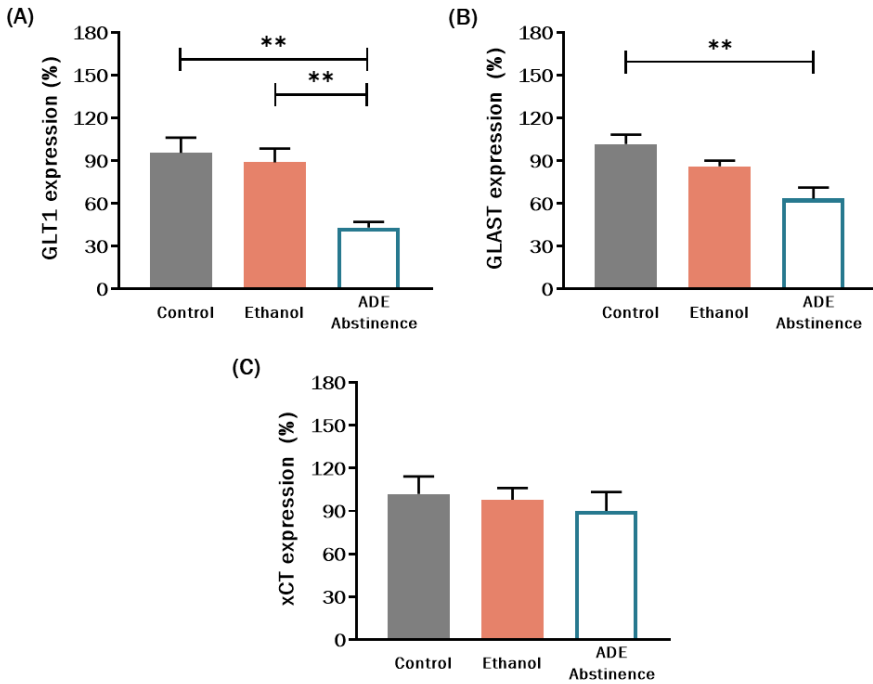 (A)
GLT1 expression (%)
180
150
120
90
60
30
0
**
**
Control
Ethanol
ADE
Abstinence
(B)
GLAST expression (%)
180
150
120
90
60
30
0
**
Control
Ethanol
ADE
Abstinence
(C)
xCT expression (%)
180
150
120
90
60
30
0
Control
Ethanol
ADE
Abstinence